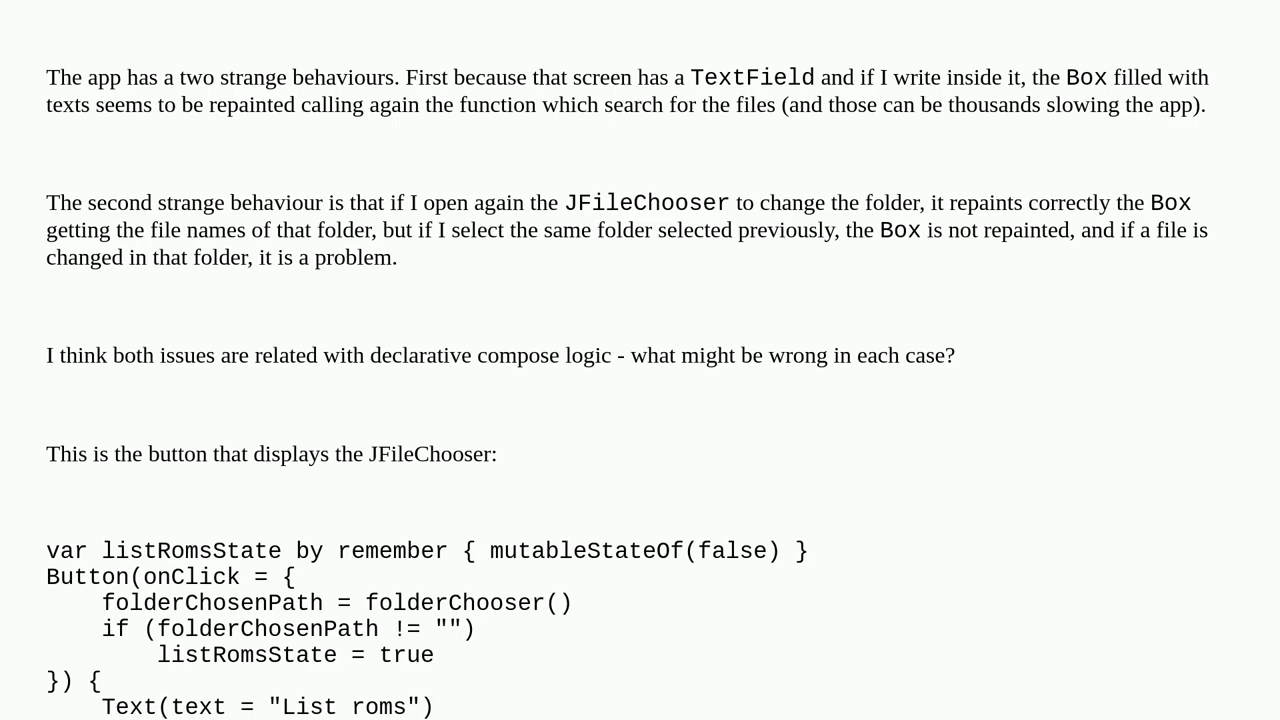 The app has a two strange behaviours. First because that screen has a TextField and if I write inside it, the Box filled with
texts seems to be repainted calling again the function which search for the files (and those can be thousands slowing the app).
The second strange behaviour is that if I open again the JFileChooser to change the folder, it repaints correctly the Box
getting the file names of that folder, but if I select the same folder selected previously, the Box is not repainted, and if a file is
changed in that folder, it is a problem.
I think both issues are related with declarative compose logic - what might be wrong in each case?
This is the button that displays the JFileChooser:
var listRomsState by remember { mutableStateOf(false) }
Button(onClick = {
    folderChosenPath = folderChooser()
    if (folderChosenPath != "")
        listRomsState = true
}) {
    Text(text = "List roms")